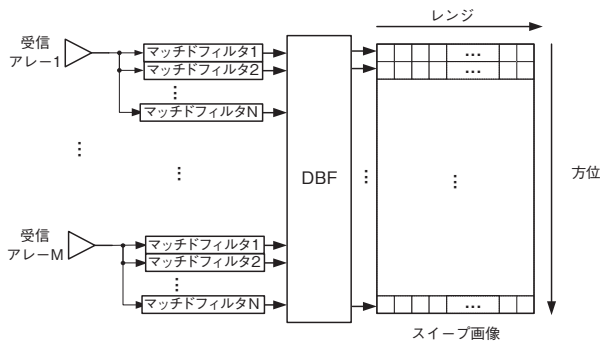 レンジ
受信
アレー1
マッチドフィルタ1
マッチドフィルタ2
…
マッチドフィルタN
…
…
DBF
…
…
…
…
方位
受信
アレーM
マッチドフィルタ1
マッチドフィルタ2
…
マッチドフィルタN
…
スイープ画像